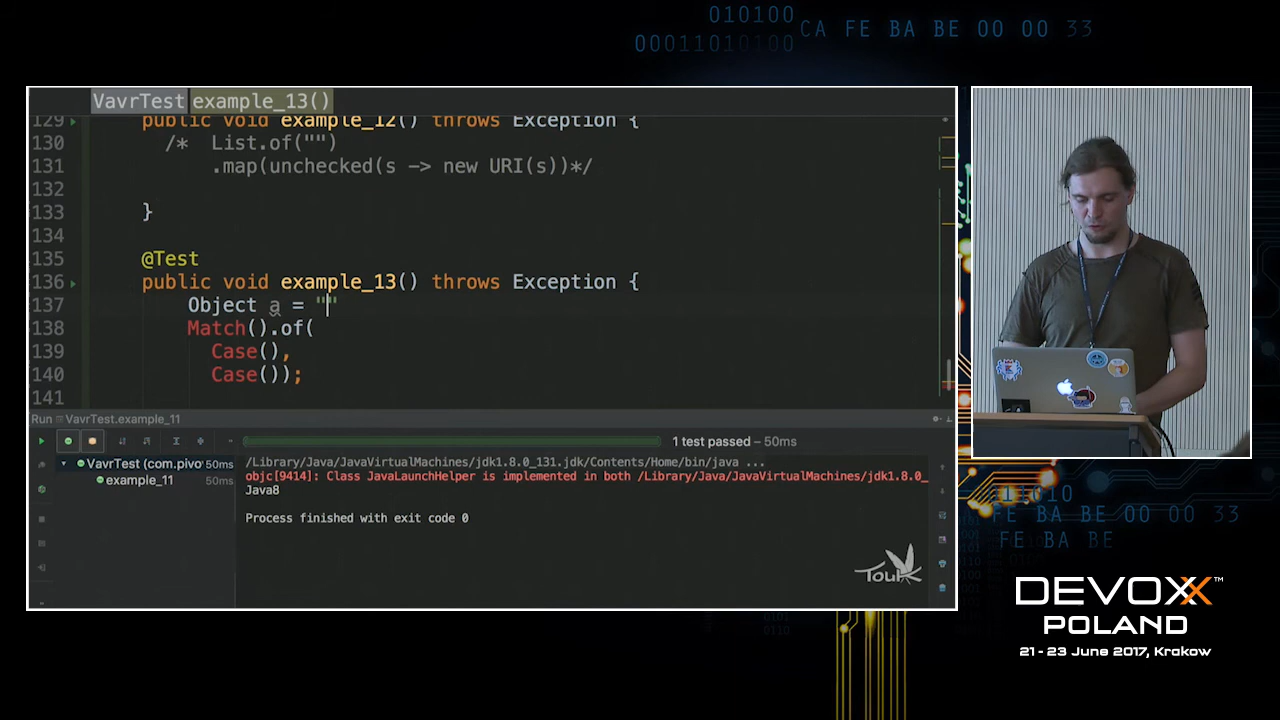 010100
00011010100
CA FE BA BE 00 00 33
VavrTest example_13()
129 public void example_12() throws Exception {
130 /* List.of("")
131 .map(unchecked(s -> new URI(s))*/
132
133 }
134
135 @Test
136 public void example_13() throws Exception {
137 Object a = ""
138 Match().of(
139 Case(),
140 Case());
141
Run VavrTest.example_11
1 test passed – 50ms
VavrTest (com.pivo 50ms
example_11 50ms
/Library/Java/JavaVirtualMachines/jdk1.8.0_131.jdk/Contents/Home/bin/java ...
objc[9414]: Class JavaLaunchHelper is implemented in both /Library/Java/JavaVirtualMachines/jdk1.8.0_
Java8
Process finished with exit code 0
Touk
FE BA BE 00 00 33
FE BA BE
DEVOXX™
POLAND
21 - 23 June 2017, Krakow